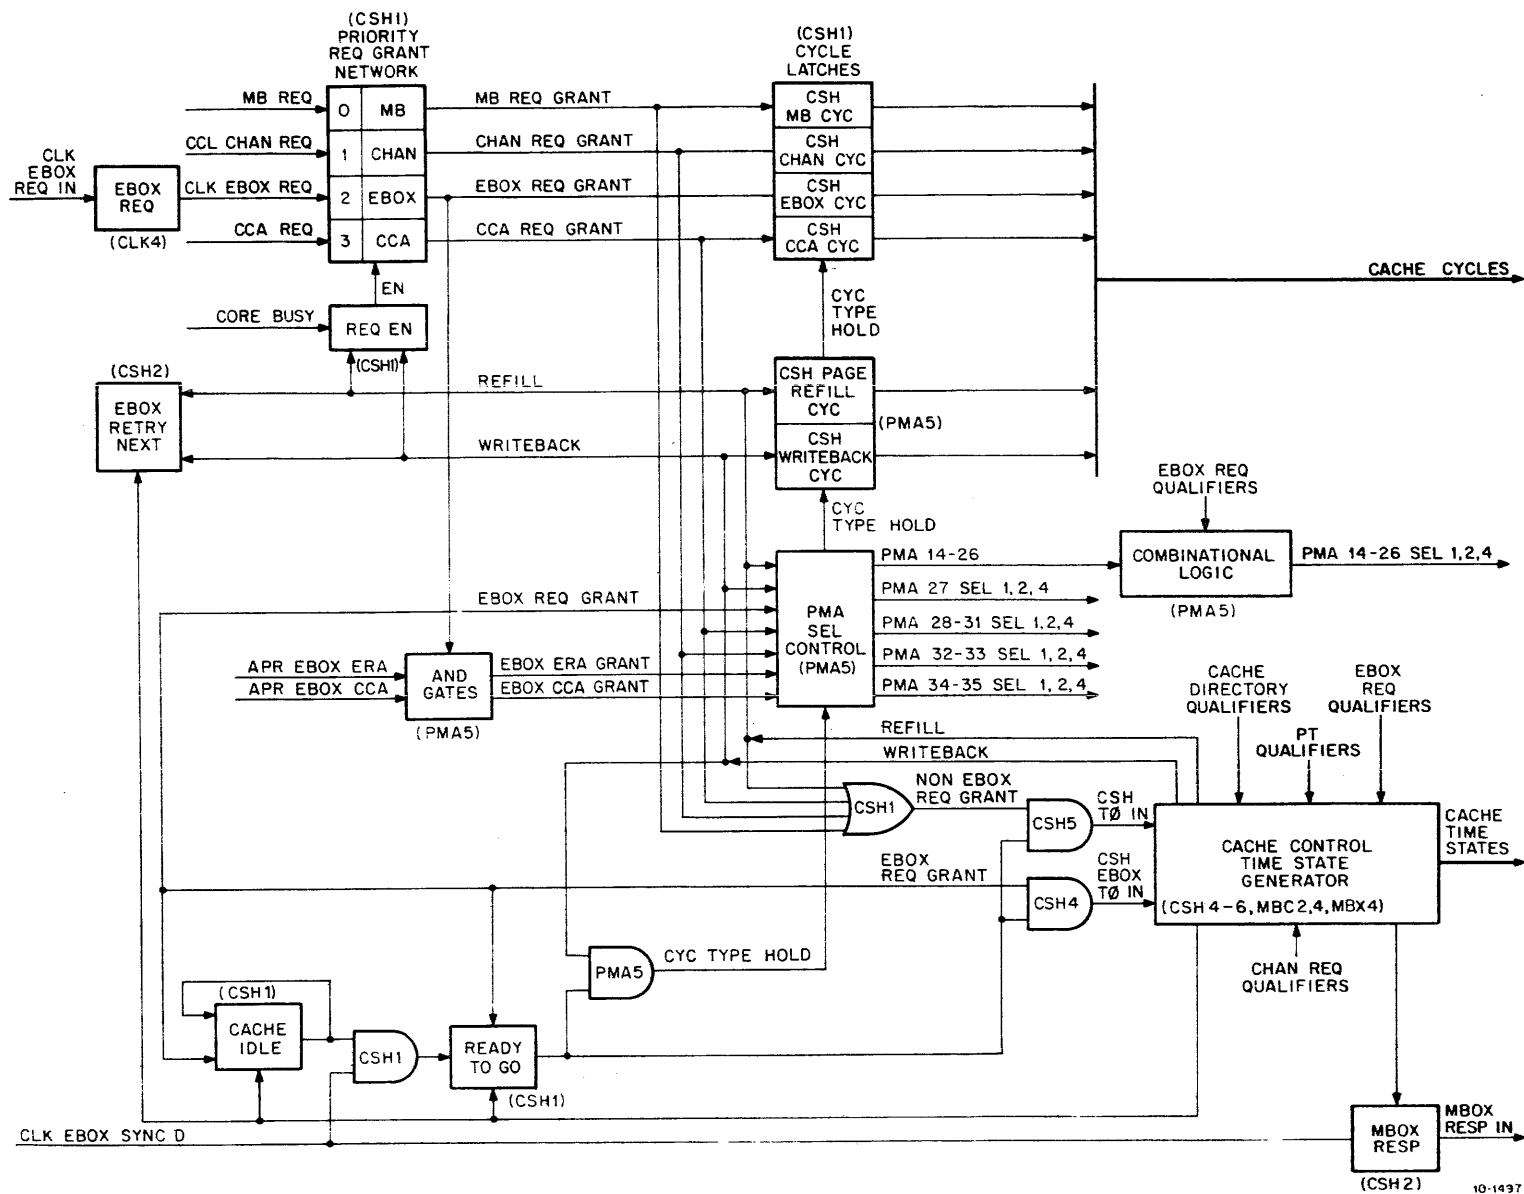 (CSH1)
PRIORITY
REQ GRANT
NETWORK
(CSH1)
CYCLE
LATCHES
MB REQ
0
MB
MB REQ GRANT
CSH
MB CYC
CCL CHAN REQ
1
CHAN
CHAN REQ GRANT
CSH
CHAN CYC
CLK
EBOX
REQ IN
EBOX
REQ
(CLK4)
CLK EBOX REQ
2
EBOX
EBOX REQ GRANT
CSH
EBOX CYC
CCA REQ
3
CCA
CCA REQ GRANT
CSH
CCA CYC
CACHE CYCLES
EN
CYC
TYPE
HOLD
CORE BUSY
REQ EN
(CSH1)
(CSH2)
EBOX
RETRY
NEXT
REFILL
CSH PAGE
REFILL
CYC
(PMA5)
WRITEBACK
CSH
WRITEBACK
CYC
CYC
TYPE HOLD
EBOX REQ
QUALIFIERS
PMA 14-26
COMBINATIONAL
LOGIC
(PMA5)
PMA 14-26 SEL 1,2,4
PMA 27 SEL 1,2,4
PMA 28-31 SEL 1,2,4
PMA 32-33 SEL 1,2,4
PMA 34-35 SEL 1,2,4
EBOX REQ GRANT
PMA
SEL
CONTROL
(PMA5)
APR EBOX ERA
APR EBOX CCA
AND
GATES
(PMA5)
EBOX ERA GRANT
EBOX CCA GRANT
CACHE
DIRECTORY
QUALIFIERS
PT
QUALIFIERS
EBOX
REQ
QUALIFIERS
REFILL
WRITEBACK
CSH1
NON EBOX
REQ GRANT
CSH5
CSH
TØ IN
EBOX
REQ GRANT
CSH4
CSH
EBOX
TØ IN
CACHE CONTROL
TIME STATE
GENERATOR
(CSH4-6, MBC2,4, MBX4)
CACHE
TIME
STATES
CHAN REQ
QUALIFIERS
PMA5
CYC TYPE HOLD
(CSH1)
CACHE
IDLE
CSH1
READY
TO GO
(CSH1)
CLK EBOX SYNC D
MBOX
RESP
(CSH2)
MBOX
RESP IN
10-1497